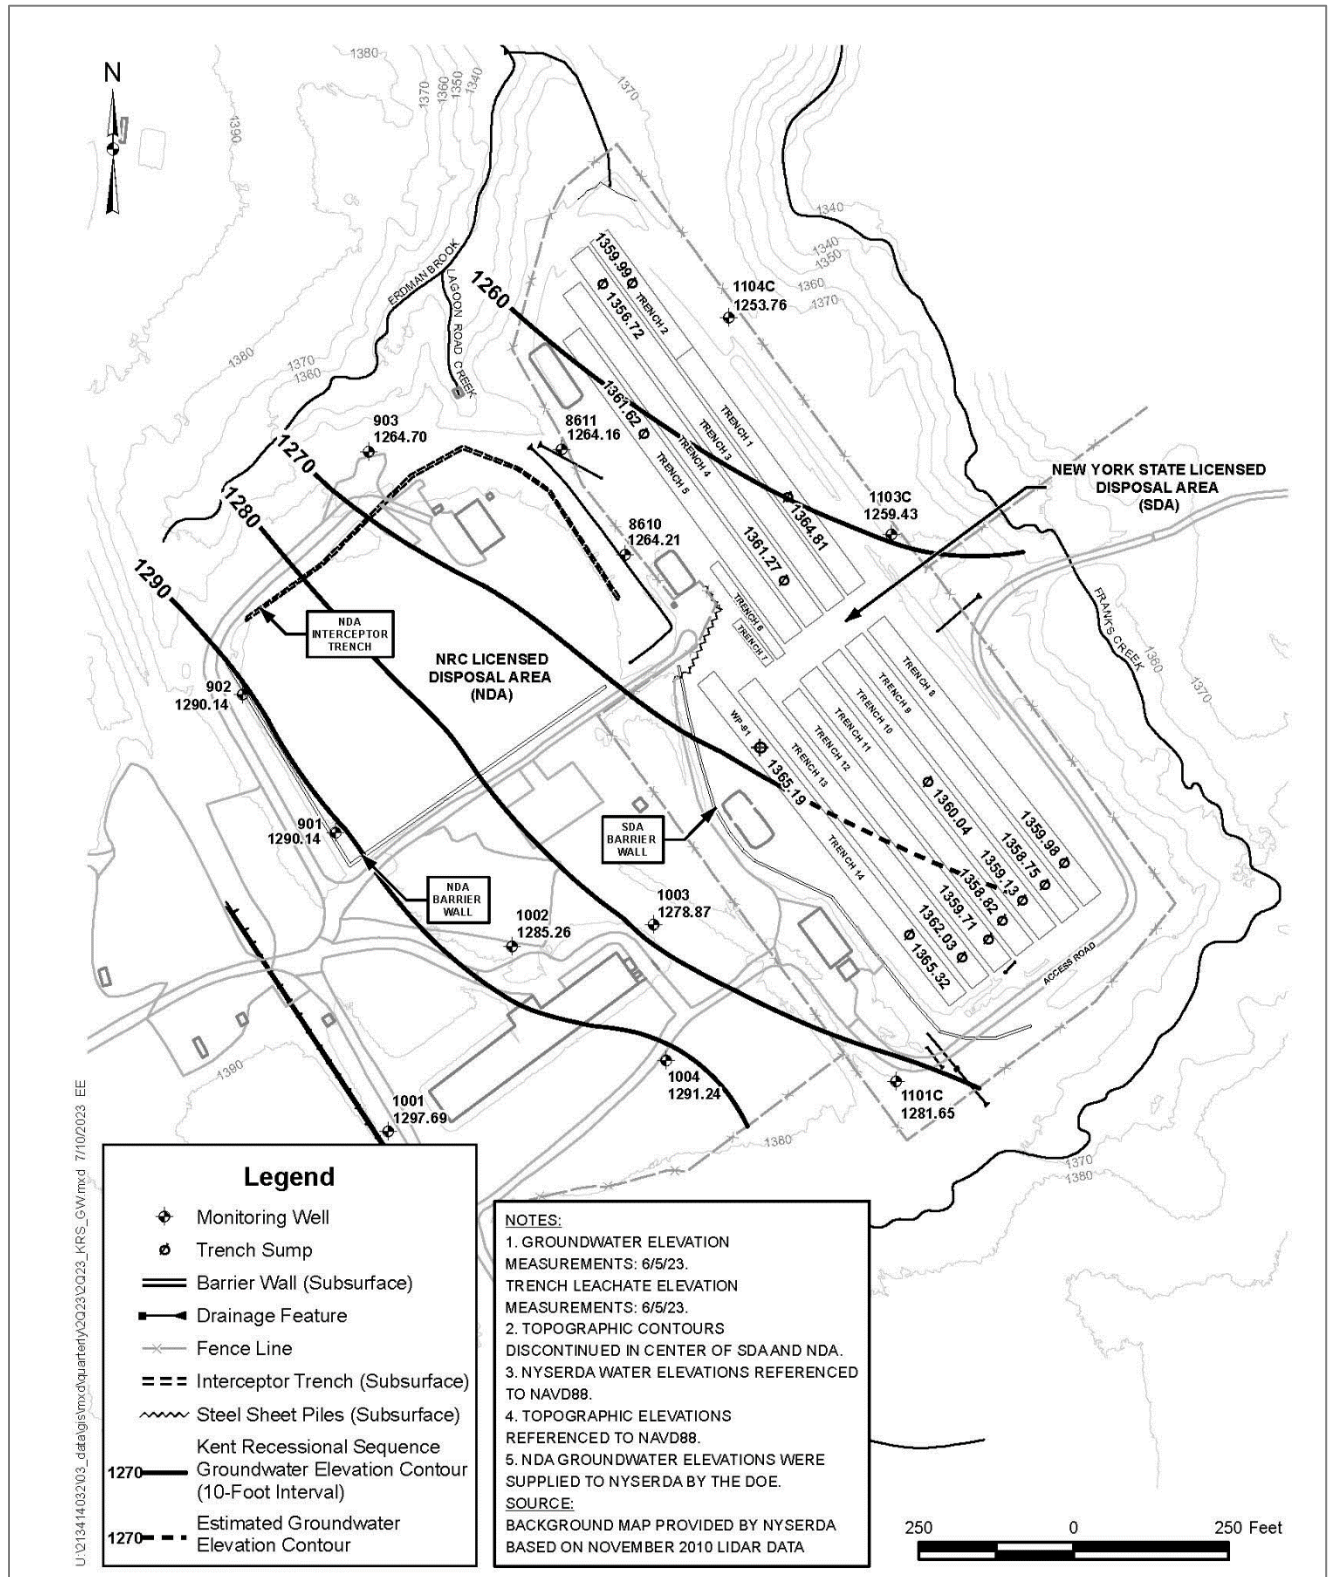 N
1380
1370
1360
1350
1340
1370
1390
1340
1340
1350
1360
1370
ERDMAN BROOK
LAGOON ROAD CREEK
1260
1359.99
1356.72
TRENCH 2
1104C
1253.76
1380
1370
1360
1361.62
TRENCH 1
TRENCH 3
TRENCH 4
TRENCH 5
903
1264.70
8611
1264.16
1270
NEW YORK STATE LICENSED
DISPOSAL AREA
(SDA)
1280
1103C
1259.43
1364.81
8610
1264.21
1361.27
1290
TRENCH 6
TRENCH 7
FRANKS CREEK
1360
1370
NDA
INTERCEPTOR
TRENCH
NRC LICENSED
DISPOSAL AREA
(NDA)
902
1290.14
TRENCH 8
TRENCH 9
TRENCH 10
TRENCH 11
TRENCH 12
TRENCH 13
TRENCH 14
WP-91
1365.19
1360.04
901
1290.14
SDA
BARRIER
WALL
1359.98
1358.75
1359.13
1358.82
1359.71
1362.03
1365.32
NDA
BARRIER
WALL
1003
1278.87
1002
1285.26
ACCESS ROAD
1390
1004
1291.24
1101C
1281.65
1001
1297.69
1380
1370
1380
U:\213414032\03_data\gis\mxd\quarterly\2Q23\2Q23_KRS_GW.mxd 7/10/2023 EE
Legend
Monitoring Well
Trench Sump
Barrier Wall (Subsurface)
Drainage Feature
Fence Line
Interceptor Trench (Subsurface)
Steel Sheet Piles (Subsurface)
Kent Recessional Sequence
1270 Groundwater Elevation Contour
(10-Foot Interval)
Estimated Groundwater
1270 Elevation Contour
NOTES:
1. GROUNDWATER ELEVATION
MEASUREMENTS: 6/5/23.
TRENCH LEACHATE ELEVATION
MEASUREMENTS: 6/5/23.
2. TOPOGRAPHIC CONTOURS
DISCONTINUED IN CENTER OF SDA AND NDA.
3. NYSERDA WATER ELEVATIONS REFERENCED
TO NAVD88.
4. TOPOGRAPHIC ELEVATIONS
REFERENCED TO NAVD88.
5. NDA GROUNDWATER ELEVATIONS WERE
SUPPLIED TO NYSERDA BY THE DOE.
SOURCE:
BACKGROUND MAP PROVIDED BY NYSERDA
BASED ON NOVEMBER 2010 LIDAR DATA
250 0 250 Feet